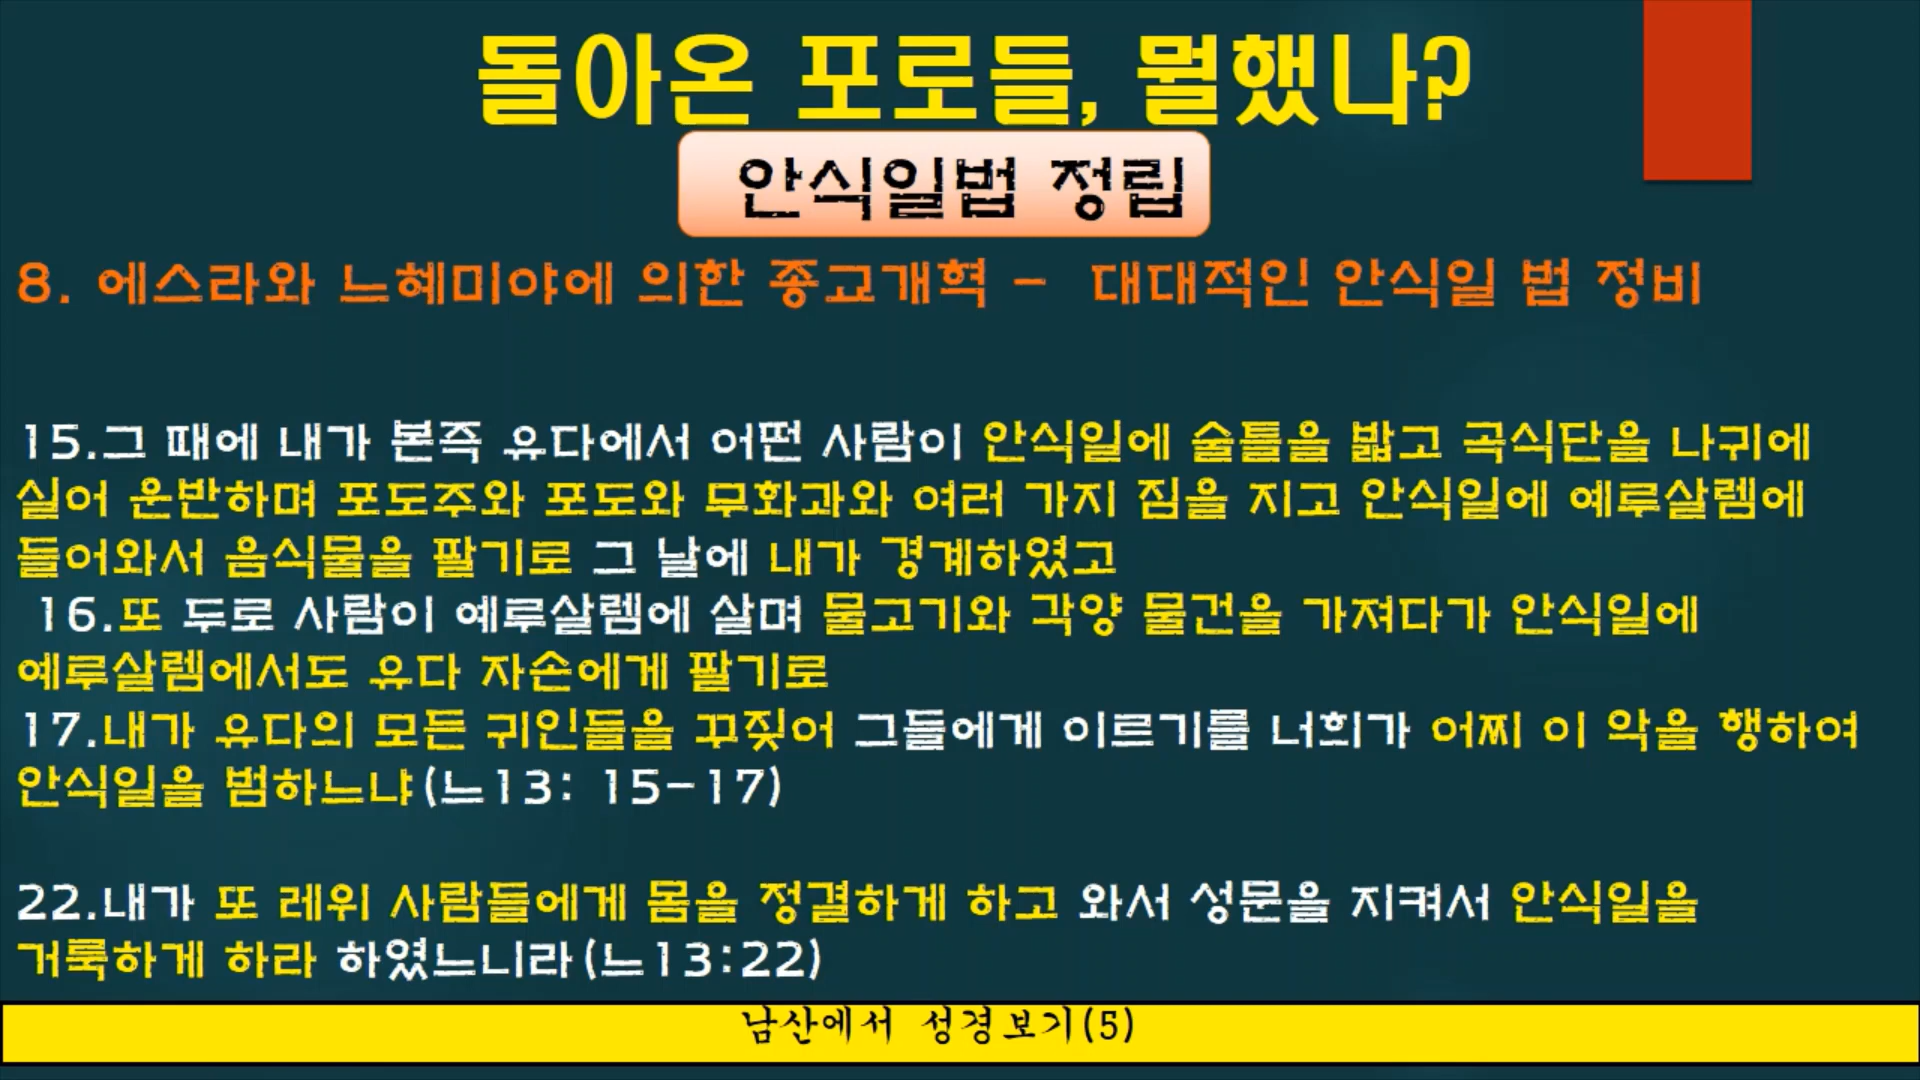 돌아온 포로들, 뭘했나?
안식일법 정립
8. 에스라와 느혜미야에 의한 종교개혁 - 대대적인 안식일 법 정비
15.그 때에 내가 본즉 유다에서 어떤 사람이 안식일에 술틀을 밟고 곡식단을 나귀에
실어 운반하며 포도주와 포도와 무화과와 여러 가지 짐을 지고 안식일에 예루살렘에
들어와서 음식물을 팔기로 그 날에 내가 경계하였고
16.또 두로 사람이 예루살렘에 살며 물고기와 각양 물건을 가져다가 안식일에
예루살렘에서도 유다 자손에게 팔기로
17.내가 유다의 모든 귀인들을 꾸짖어 그들에게 이르기를 너희가 어찌 이 악을 행하여
안식일을 범하느냐(느13: 15-17)
22.내가 또 레위 사람들에게 몸을 정결하게 하고 와서 성문을 지켜서 안식일을
거룩하게 하라 하였느니라(느13:22)
남산에서 성경보기(5)